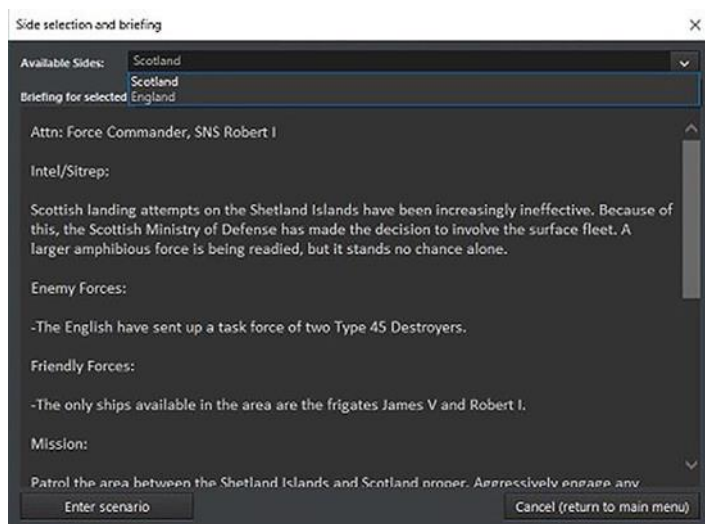 Side selection and briefing
Available Sides: Scotland
Scotland
Briefing for selected England
Attn: Force Commander, SNS Robert I
Intel/Sitrep:
Scottish landing attempts on the Shetland Islands have been increasingly ineffective. Because of
this, the Scottish Ministry of Defense has made the decision to involve the surface fleet. A
larger amphibious force is being readied, but it stands no chance alone.
Enemy Forces:
-The English have sent up a task force of two Type 45 Destroyers.
Friendly Forces:
-The only ships available in the area are the frigates James V and Robert I.
Mission:
Patrol the area between the Shetland Islands and Scotland proper. Aggressively engage any
Enter scenario
Cancel (return to main menu)